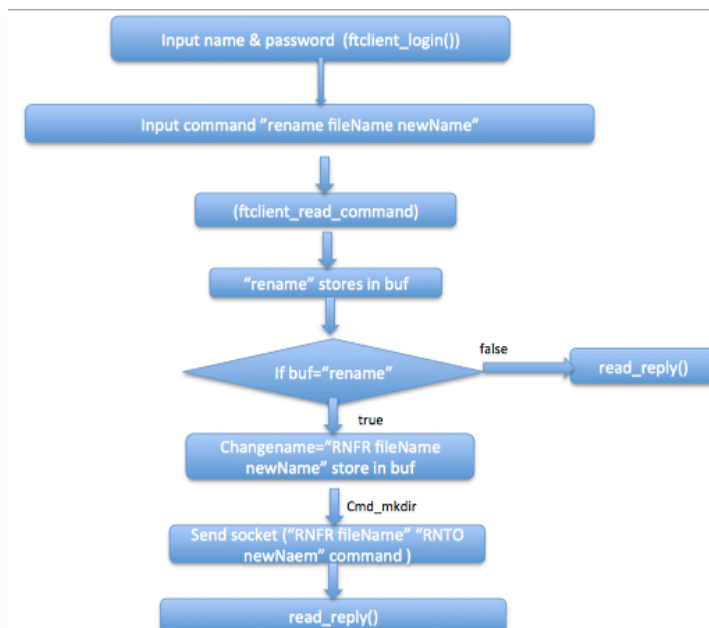 Input name & password  (ftclient_login())
Input command “rename fileName newName”
(ftclient_read_command)
“rename” stores in buf
false
If buf=“rename”
read_reply()
true
Changename=“RNFR fileName
newName” store in buf
Cmd_mkdir
Send socket (“RNFR fileName” “RNTO
newNaem” command )
read_reply()